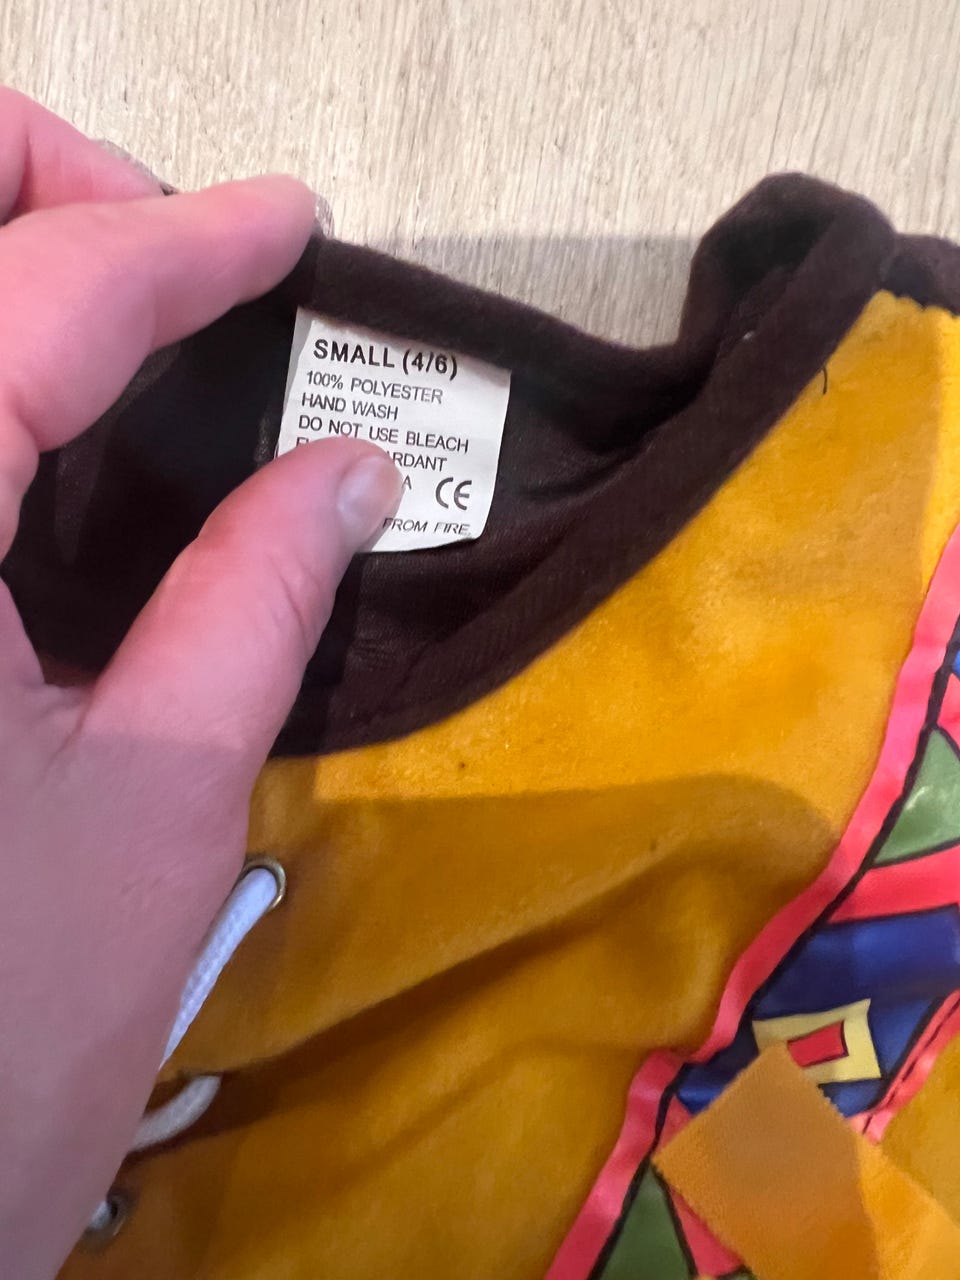 SMALL (4/6)
100% POLYESTER
HAND WASH
DO NOT USE BLEACH
CE
FROM FIRE